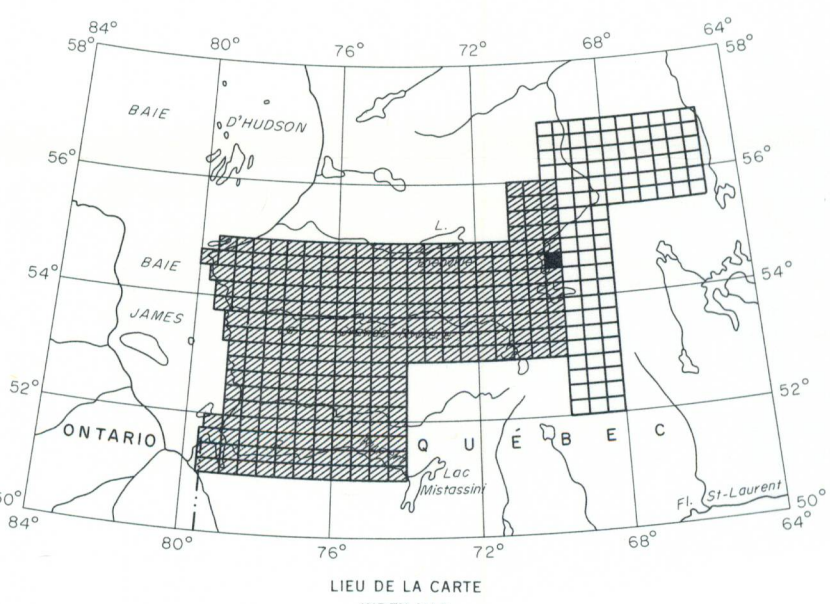 84° 80° 76° 72° 68° 64°
58° 58°
BAIE
D'HUDSON
56° 56°
L.
BAIE
54° 54°
JAMES
52° 52°
ONTARIO
QUÉBEC
Lac
Mistassini
Fl. St-Laurent
50° 50°
84° 80° 76° 72° 68° 64°
LIEU DE LA CARTE